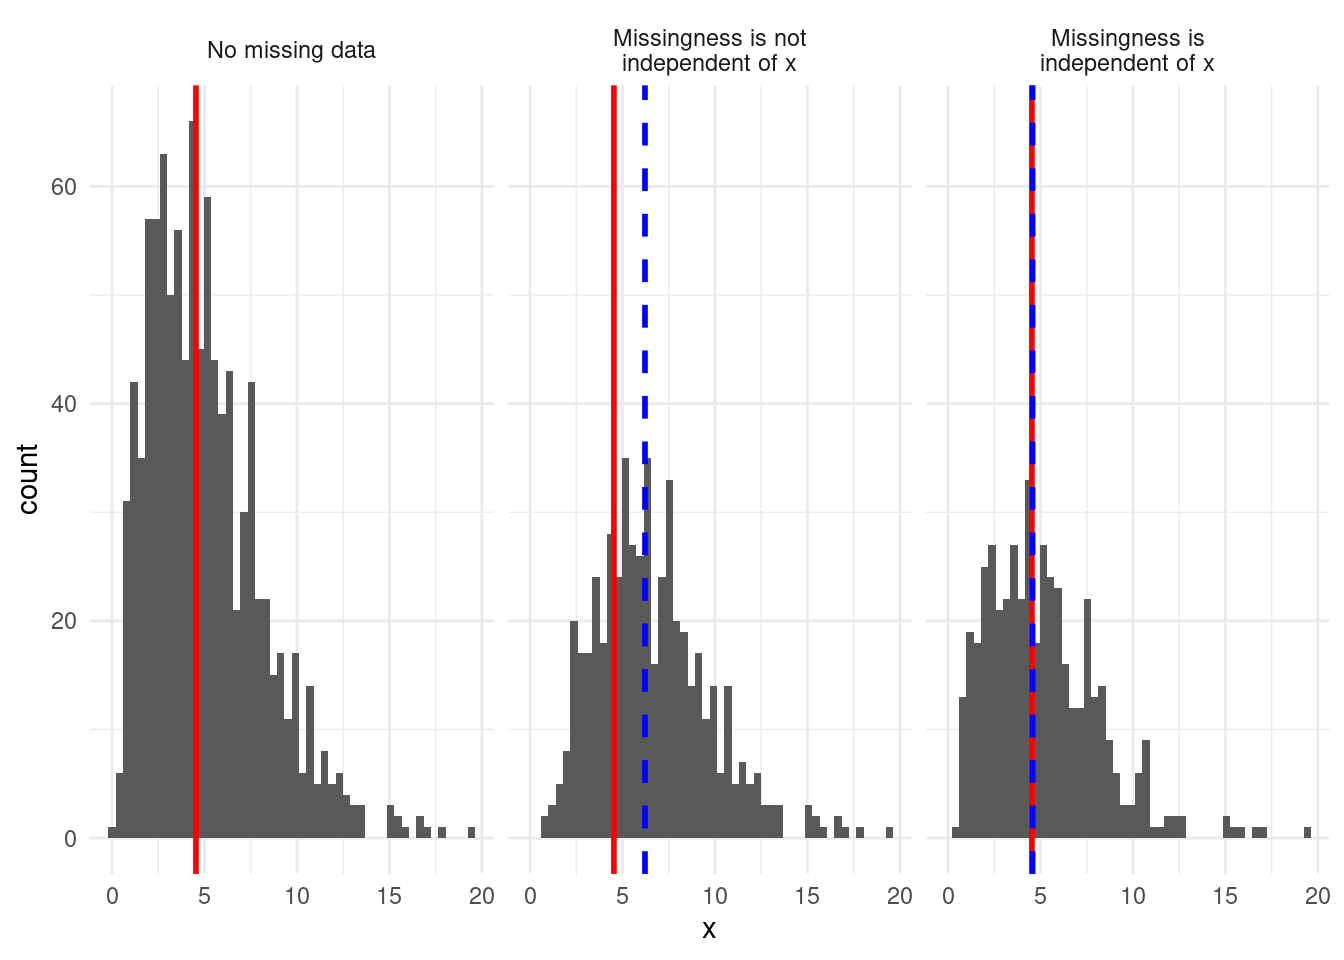 No missing data
Missingness is not
independent of x
Missingness is
independent of x
60
40
20
0
count
0 5 10 15 20
0 5 10 15 20
0 5 10 15 20
x